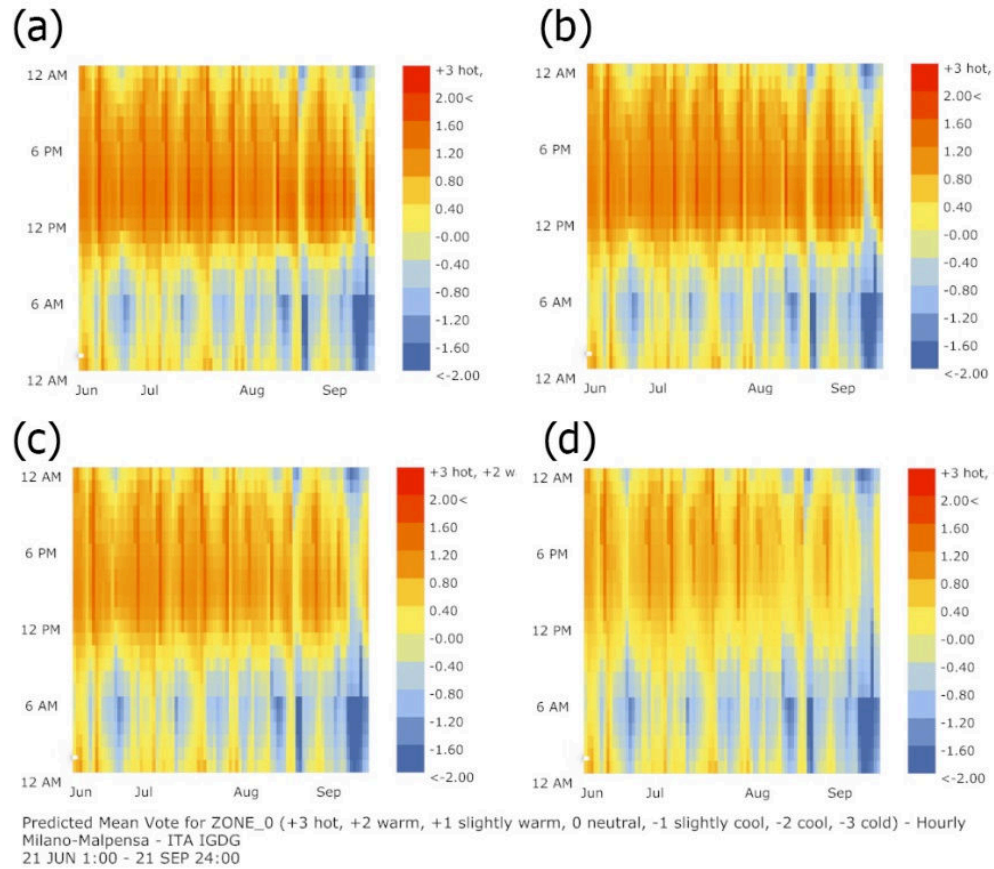 (a)
(b)
12 AM
6 PM
12 PM
6 AM
12 AM
Jun
Jul
Aug
Sep
+3 hot,
2.00<
1.60
1.20
0.80
0.40
-0.00
-0.40
-0.80
-1.20
-1.60
<-2.00
12 AM
6 PM
12 PM
6 AM
12 AM
Jun
Jul
Aug
Sep
+3 hot,
2.00<
1.60
1.20
0.80
0.40
-0.00
-0.40
-0.80
-1.20
-1.60
<-2.00
(c)
(d)
12 AM
6 PM
12 PM
6 AM
12 AM
Jun
Jul
Aug
Sep
+3 hot, +2 w
2.00<
1.60
1.20
0.80
0.40
-0.00
-0.40
-0.80
-1.20
-1.60
<-2.00
12 AM
6 PM
12 PM
6 AM
12 AM
Jun
Jul
Aug
Sep
+3 hot,
2.00<
1.60
1.20
0.80
0.40
-0.00
-0.40
-0.80
-1.20
-1.60
<-2.00
Predicted Mean Vote for ZONE_0 (+3 hot, +2 warm, +1 slightly warm, 0 neutral, -1 slightly cool, -2 cool, -3 cold) - Hourly
Milano-Malpensa - ITA IGDG
21 JUN 1:00 - 21 SEP 24:00